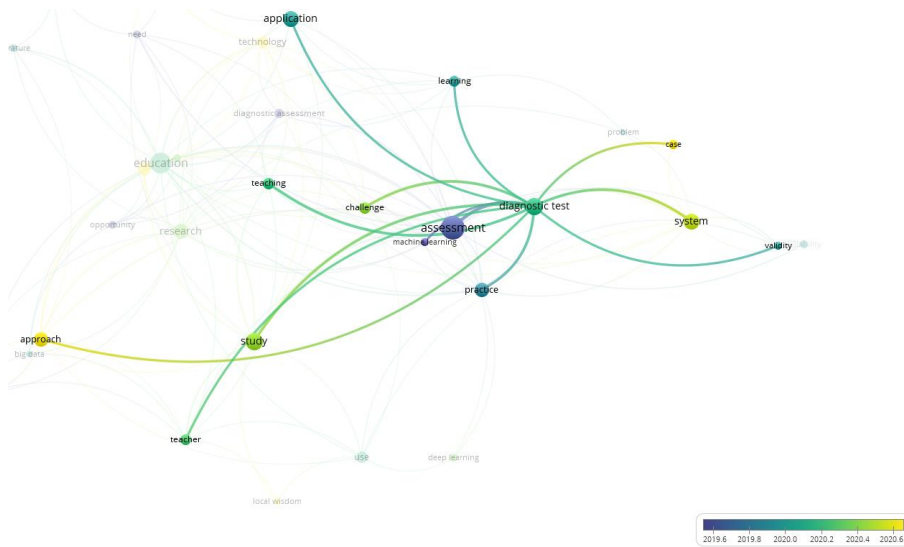 application
need
technology
ature
learning
diagnostic assessment
problem
case
education
teaching
diagnostic test
challenge
opportunity
research
assessment
system
machine learning
validity
practice
approach
study
big data
teacher
use
deep learning
local wisdom
2019.6 2019.8 2020.0 2020.2 2020.4 2020.6